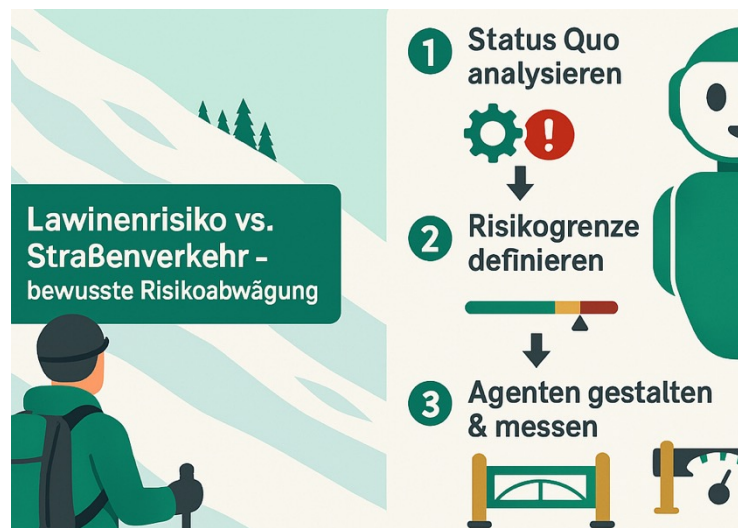 Lawinenrisiko vs.
Straßenverkehr –
bewusste Risikoabwägung
1 Status Quo
analysieren
!
2 Risikogrenze
definieren
3 Agenten gestalten
& messen